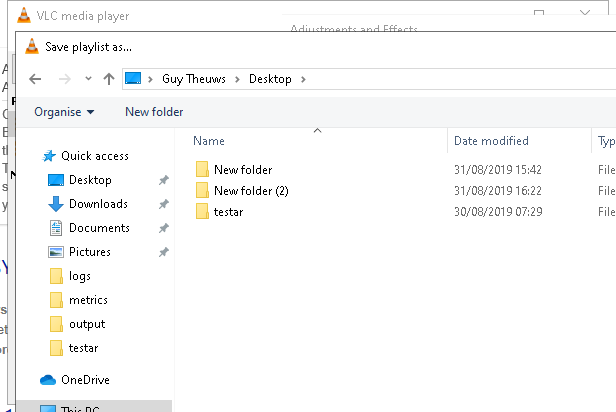 VLC media player
Adjustments and Effects
Save playlist as...
Guy Theuws > Desktop >
Organise New folder
Name Date modified Typ
Quick access
Desktop
Downloads
Documents
Pictures
logs
metrics
output
testar
OneDrive
This PC
New folder 31/08/2019 15:42 File
New folder (2) 31/08/2019 16:22 File
testar 30/08/2019 07:29 File